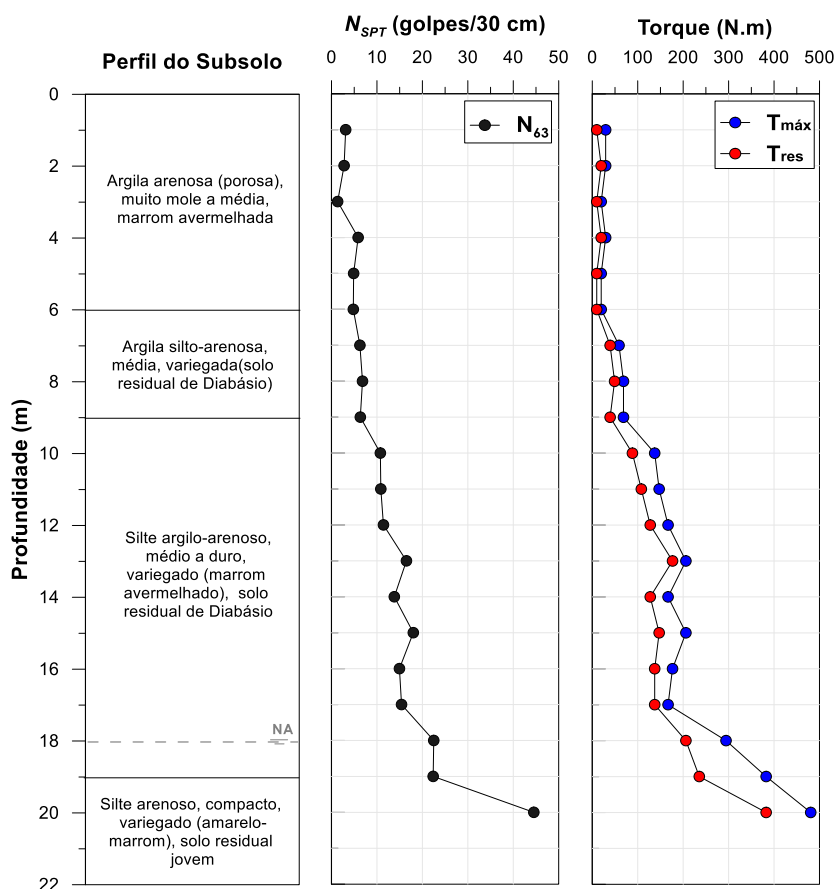 Perfil do Subsolo
N_SPT (golpes/30 cm)
0 10 20 30 40 50
Torque (N.m)
0 100 200 300 400 500
N63
Tmáx
Tres
Profundidade (m)
0
2
4
6
8
10
12
14
16
18
20
22
Argila arenosa (porosa),
muito mole a média,
marrom avermelhada
Argila silto-arenosa,
média, variegada(solo
residual de Diabásio)
Silte argilo-arenoso,
médio a duro,
variegado (marrom
avermelhado), solo
residual de Diabásio
NA
Silte arenoso, compacto,
variegado (amarelo-
marrom), solo residual
jovem